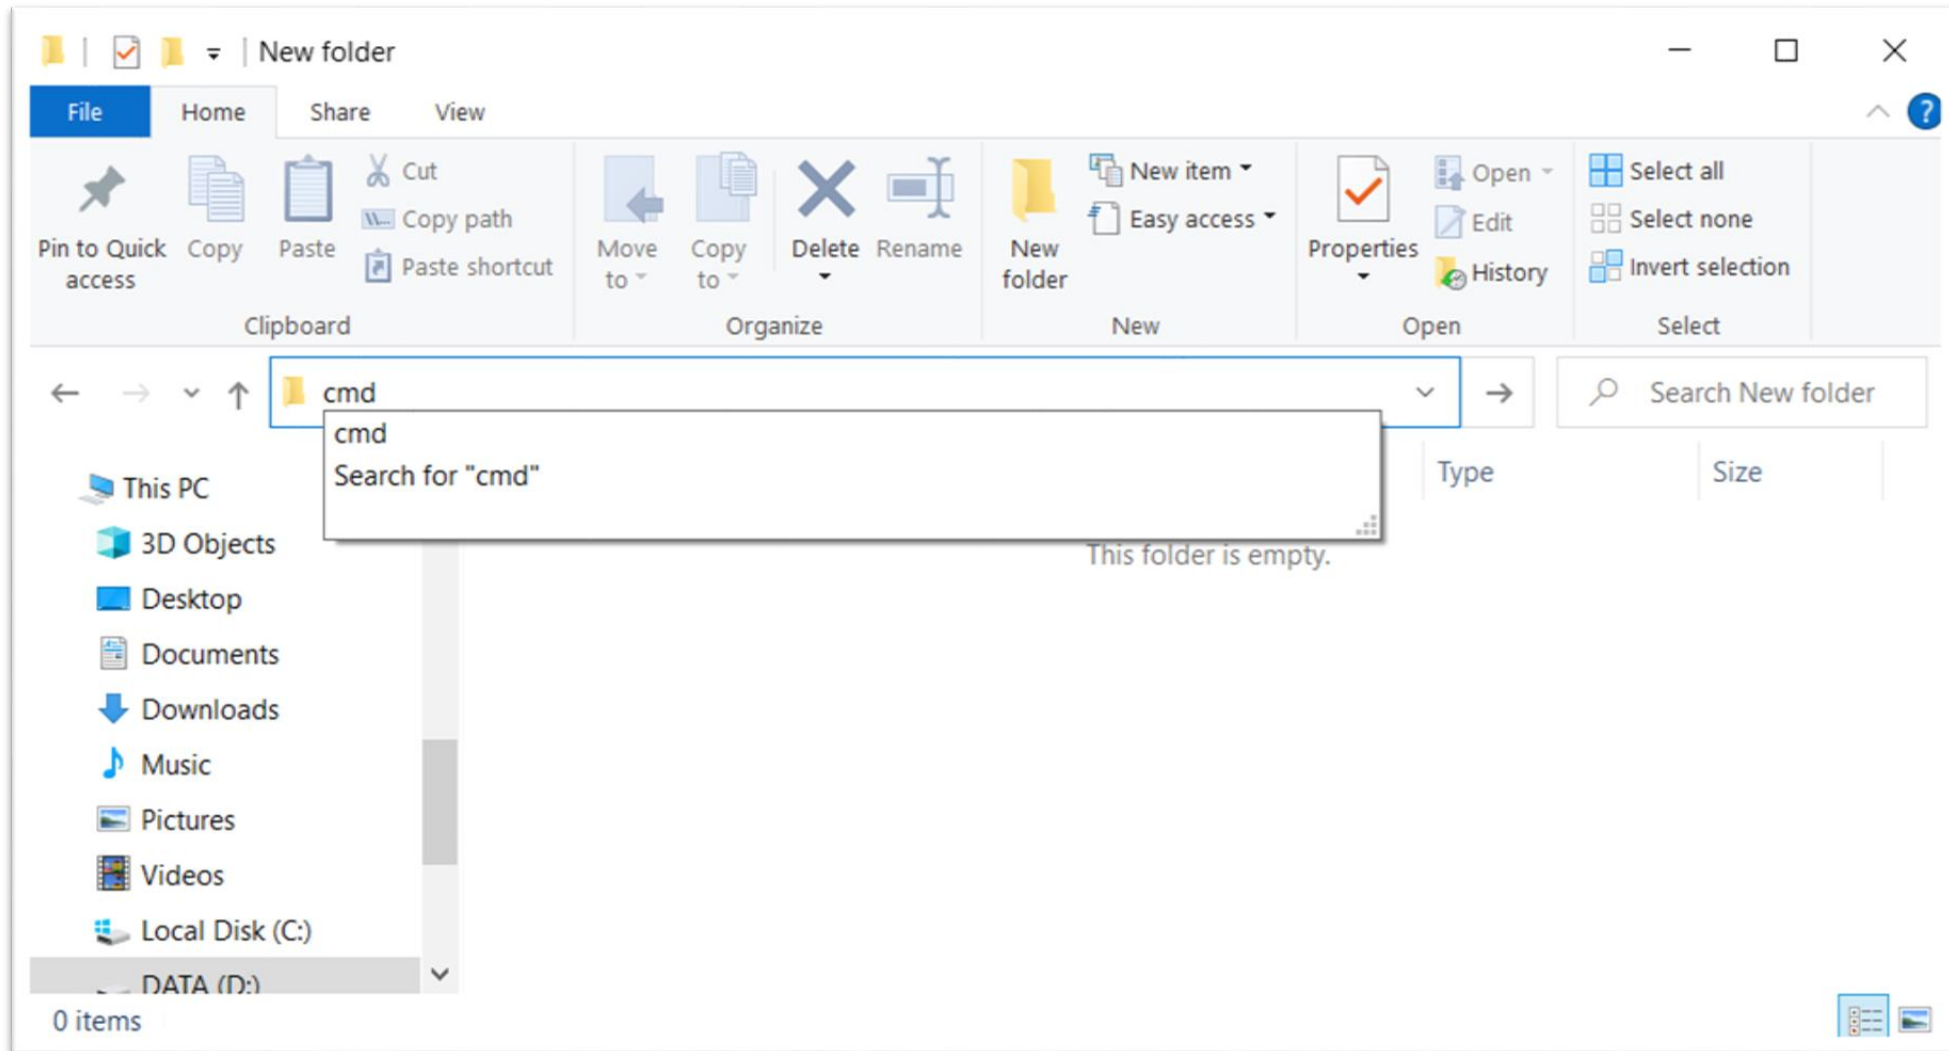 New folder
File Home Share View
Pin to Quick access
Copy
Paste
Cut
Copy path
Paste shortcut
Clipboard
Move to
Copy to
Delete
Rename
Organize
New folder
New item
Easy access
New
Properties
Open
Edit
History
Open
Select all
Select none
Invert selection
Select
cmd
Search New folder
cmd
Search for "cmd"
Type Size
This folder is empty.
This PC
3D Objects
Desktop
Documents
Downloads
Music
Pictures
Videos
Local Disk (C:)
DATA (D:)
0 items